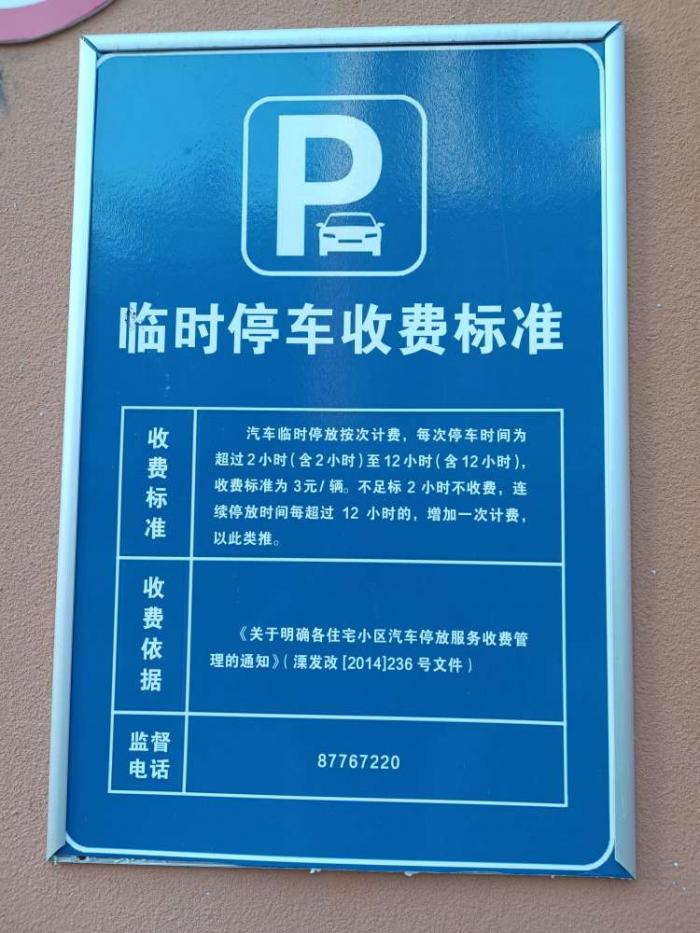 P
临时停车收费标准
收费标准
汽车临时停放按次计费，每次停车时间为
超过2小时（含2小时）至12小时（含12小时），
收费标准为 3元/辆。不足标 2 小时不收费，连
续停放时间每超过 12 小时的，增加一次计费，
以此类推。
收费依据
《关于明确各住宅小区汽车停放服务收费管
理的通知》（溧发改 [2014]236 号文件）
监督
电话
87767220